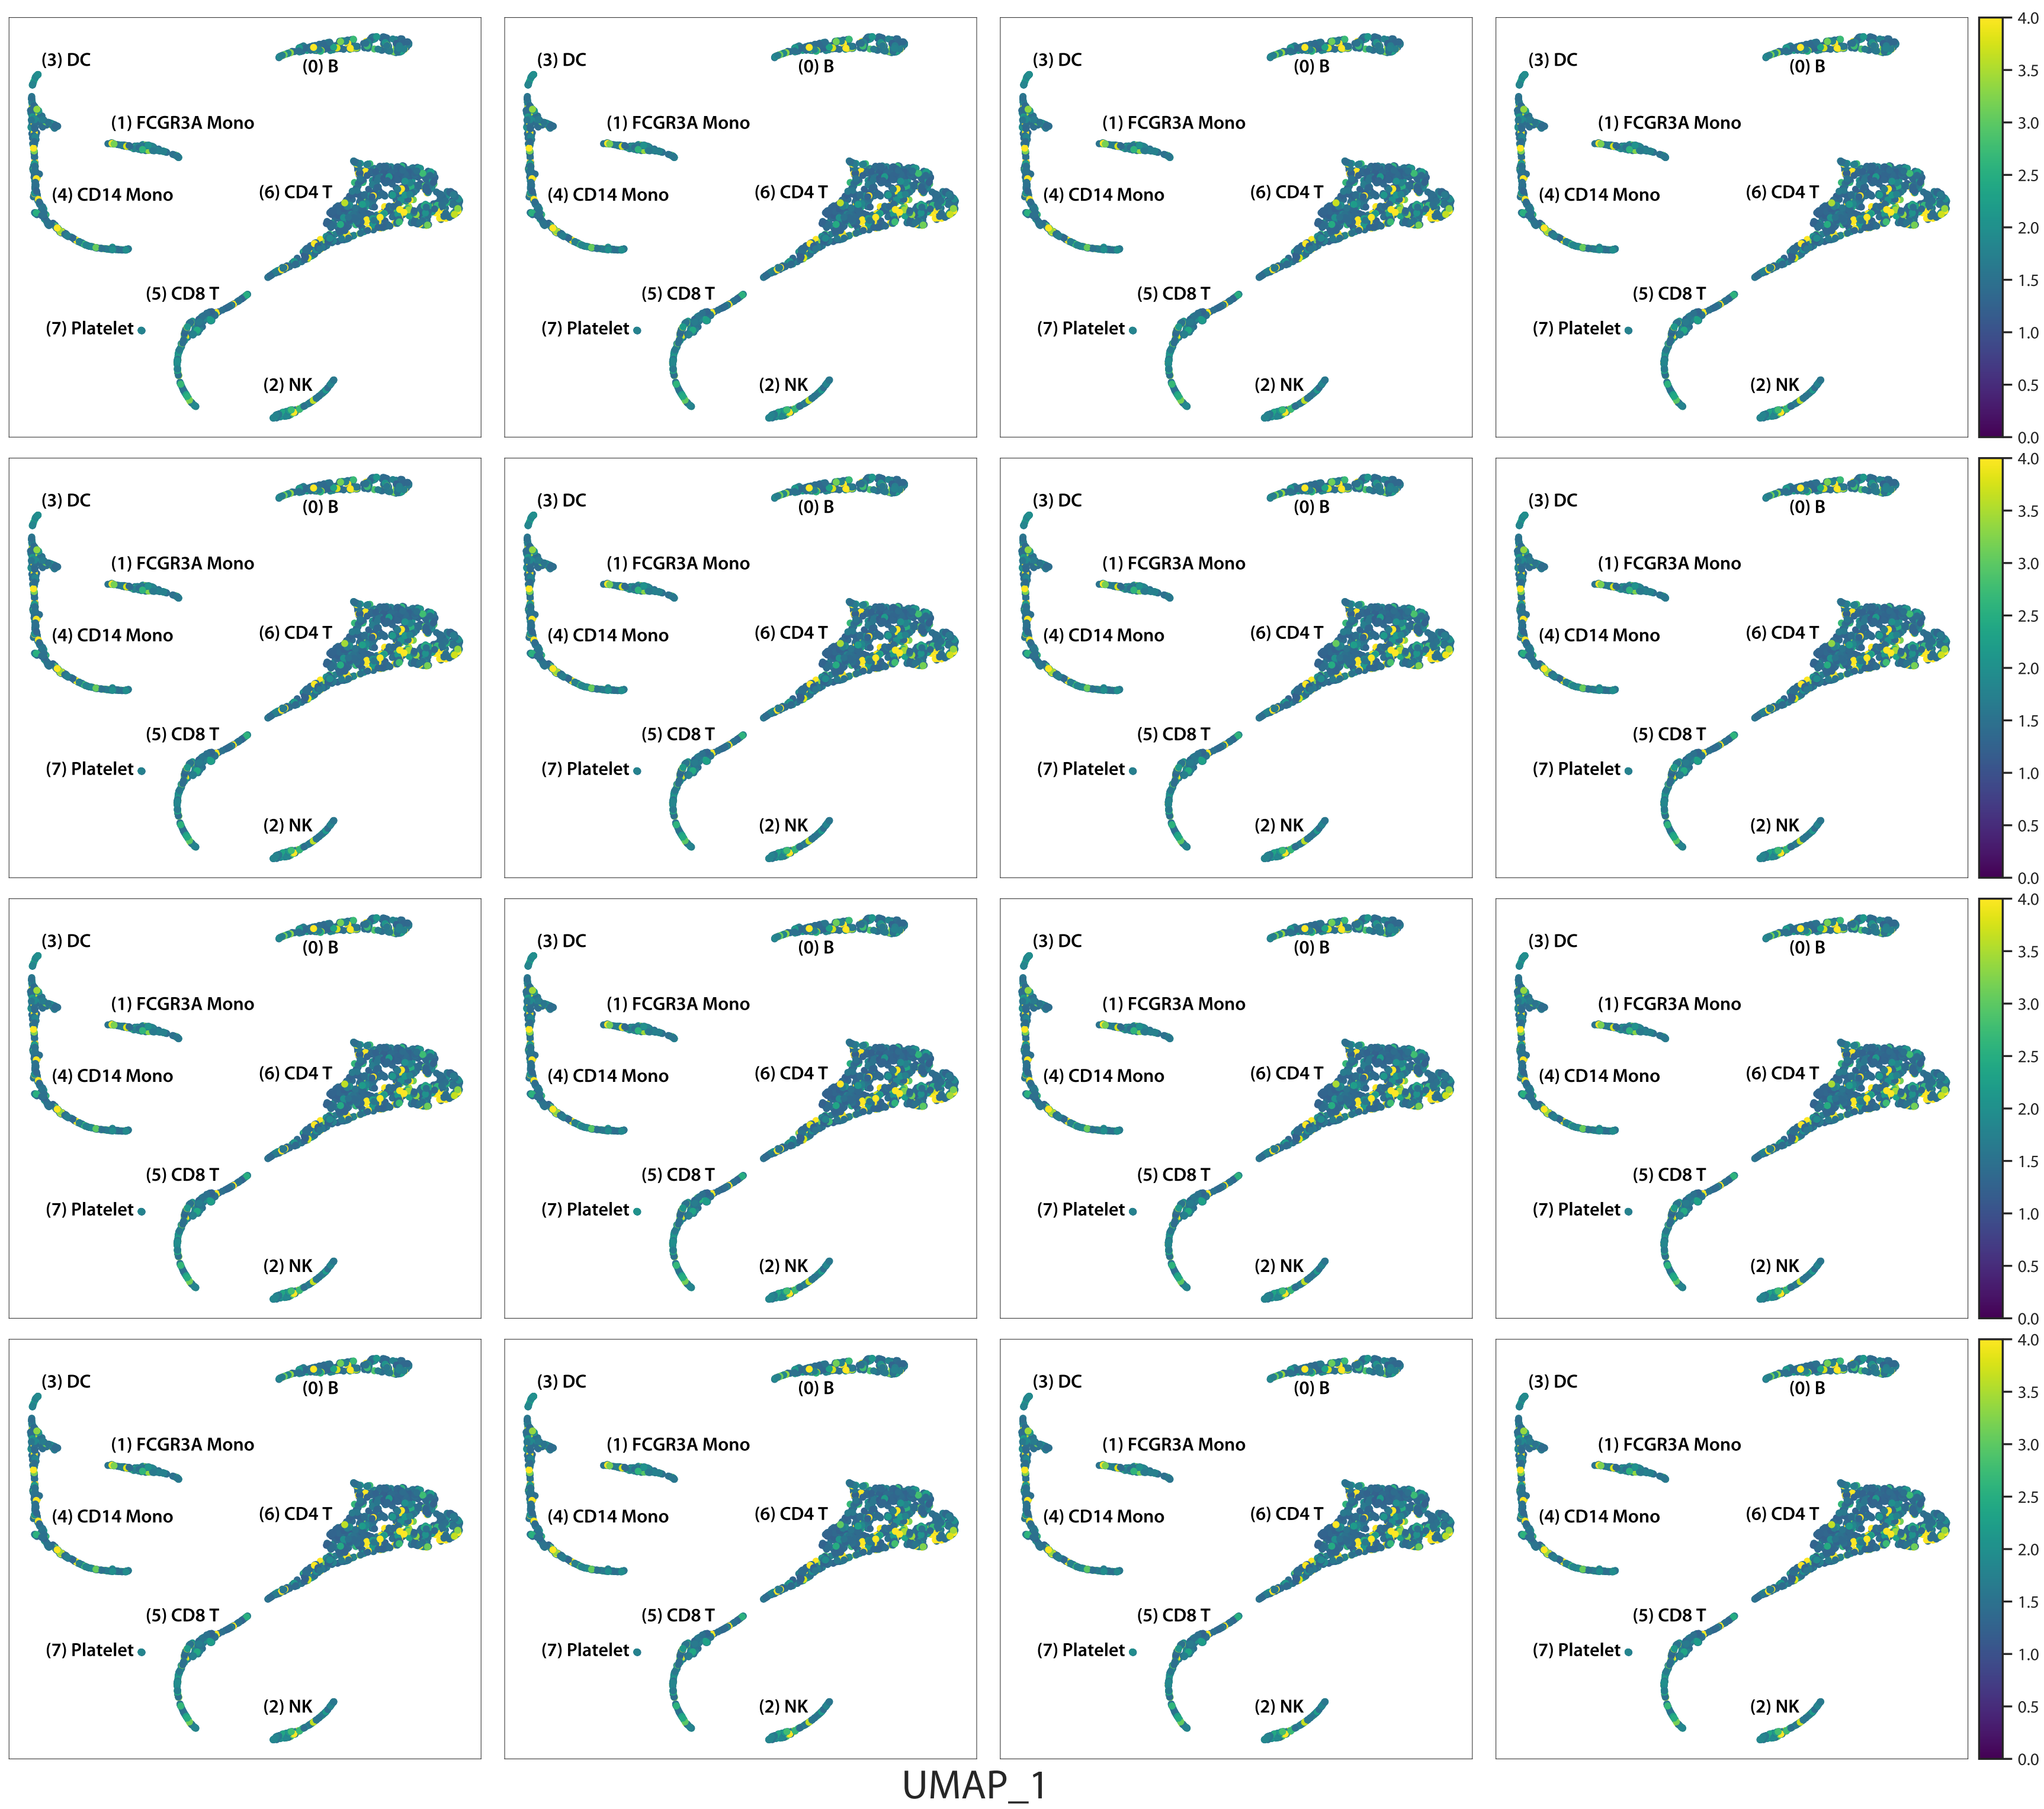 (3) DC
(0) B
(1) FCGR3A Mono
(6) CD4 T
(4) CD14 Mono
(5) CD8 T
(7) Platelet
(2) NK
(3) DC
(0) B
(1) FCGR3A Mono
(6) CD4 T
(4) CD14 Mono
(5) CD8 T
(7) Platelet
(2) NK
(3) DC
(0) B
(1) FCGR3A Mono
(6) CD4 T
(4) CD14 Mono
(5) CD8 T
(7) Platelet
(2) NK
(3) DC
(0) B
(1) FCGR3A Mono
(6) CD4 T
(4) CD14 Mono
(5) CD8 T
(7) Platelet
(2) NK
4.0
3.5
3.0
2.5
2.0
1.5
1.0
0.5
0.0
(3) DC
(0) B
(1) FCGR3A Mono
(6) CD4 T
(4) CD14 Mono
(5) CD8 T
(7) Platelet
(2) NK
(3) DC
(0) B
(1) FCGR3A Mono
(6) CD4 T
(4) CD14 Mono
(5) CD8 T
(7) Platelet
(2) NK
(3) DC
(0) B
(1) FCGR3A Mono
(6) CD4 T
(4) CD14 Mono
(5) CD8 T
(7) Platelet
(2) NK
(3) DC
(0) B
(1) FCGR3A Mono
(6) CD4 T
(4) CD14 Mono
(5) CD8 T
(7) Platelet
(2) NK
4.0
3.5
3.0
2.5
2.0
1.5
1.0
0.5
0.0
(3) DC
(0) B
(1) FCGR3A Mono
(6) CD4 T
(4) CD14 Mono
(5) CD8 T
(7) Platelet
(2) NK
(3) DC
(0) B
(1) FCGR3A Mono
(6) CD4 T
(4) CD14 Mono
(5) CD8 T
(7) Platelet
(2) NK
(3) DC
(0) B
(1) FCGR3A Mono
(6) CD4 T
(4) CD14 Mono
(5) CD8 T
(7) Platelet
(2) NK
(3) DC
(0) B
(1) FCGR3A Mono
(6) CD4 T
(4) CD14 Mono
(5) CD8 T
(7) Platelet
(2) NK
4.0
3.5
3.0
2.5
2.0
1.5
1.0
0.5
0.0
(3) DC
(0) B
(1) FCGR3A Mono
(6) CD4 T
(4) CD14 Mono
(5) CD8 T
(7) Platelet
(2) NK
(3) DC
(0) B
(1) FCGR3A Mono
(6) CD4 T
(4) CD14 Mono
(5) CD8 T
(7) Platelet
(2) NK
(3) DC
(0) B
(1) FCGR3A Mono
(6) CD4 T
(4) CD14 Mono
(5) CD8 T
(7) Platelet
(2) NK
(3) DC
(0) B
(1) FCGR3A Mono
(6) CD4 T
(4) CD14 Mono
(5) CD8 T
(7) Platelet
(2) NK
4.0
3.5
3.0
2.5
2.0
1.5
1.0
0.5
0.0
UMAP_1